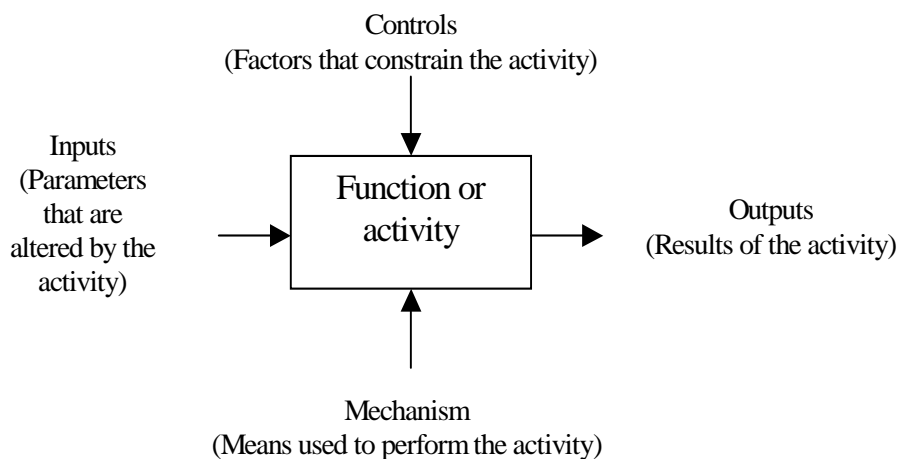 Controls
(Factors that constrain the activity)
Inputs
(Parameters
that are
altered by the
activity)
Function or
activity
Outputs
(Results of the activity)
Mechanism
(Means used to perform the activity)